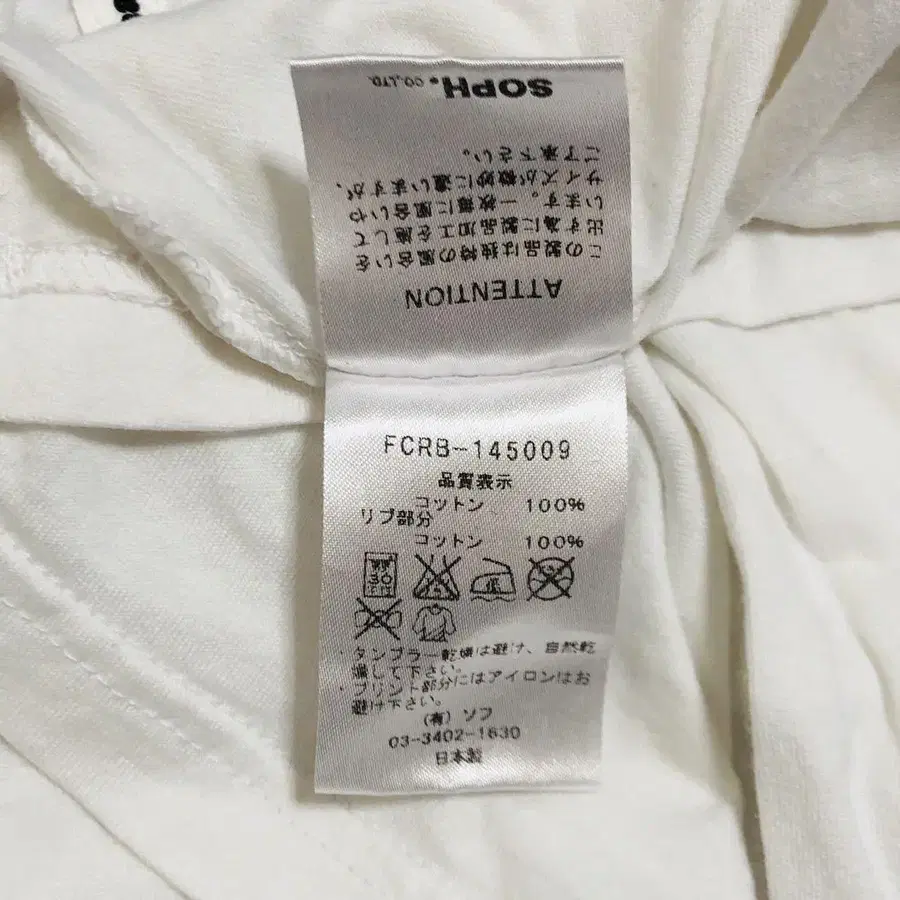 ATTENTION
この製品は独特の風合いを
出す為に製品加工を施して
います。一枚毎に風合いや
サイズが微妙に違いますが、
ご了承下さい。
SOPH. CO.,LTD.
FCRB-145009
品質表示
コットン 100%
リブ部分
コットン 100%
30
・タンブラー乾燥は避け、自然乾
燥して下さい。
・プリント部分にはアイロンはお
避け下さい。
(有) ソフ
03-3402-1630
日本製